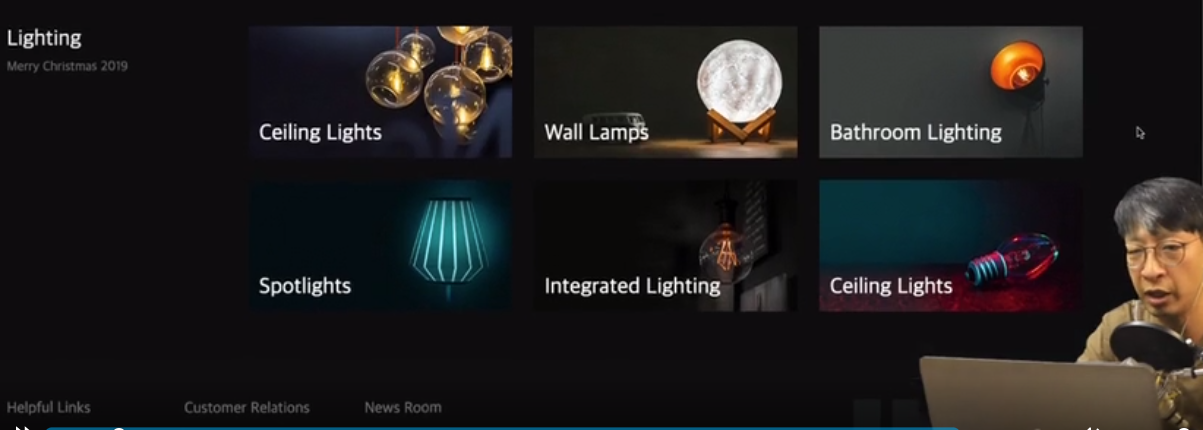 Lighting
Merry Christmas 2019
Ceiling Lights
Wall Lamps
Bathroom Lighting
Spotlights
Integrated Lighting
Ceiling Lights
Helpful Links
Customer Relations
News Room